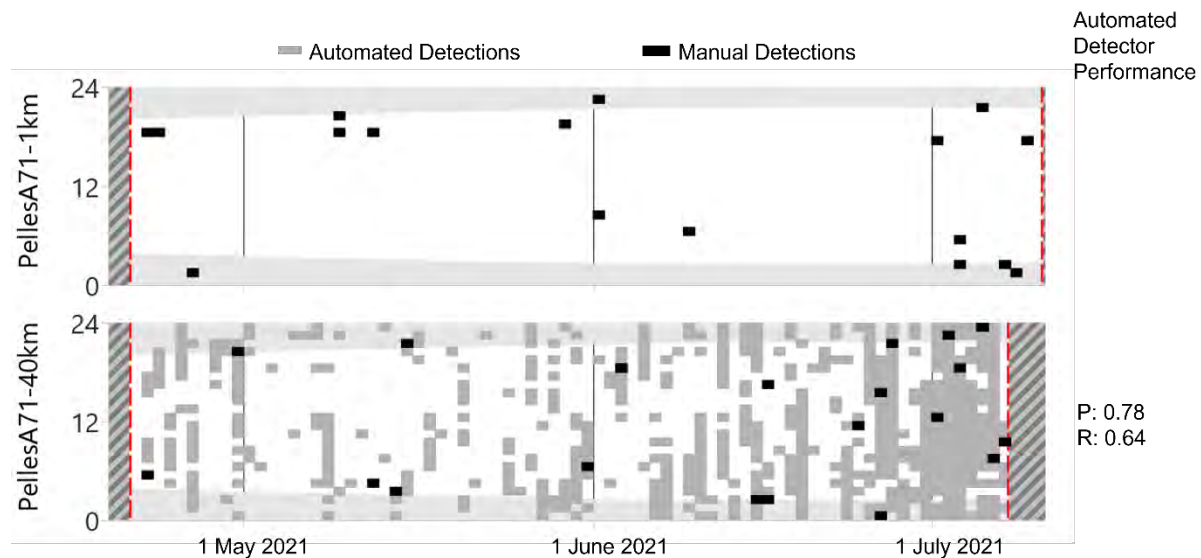 Automated Detections
Manual Detections
Automated
Detector
Performance
PellesA71-1km
24
12
0
PellesA71-40km
24
12
0
P: 0.78
R: 0.64
1 May 2021
1 June 2021
1 July 2021